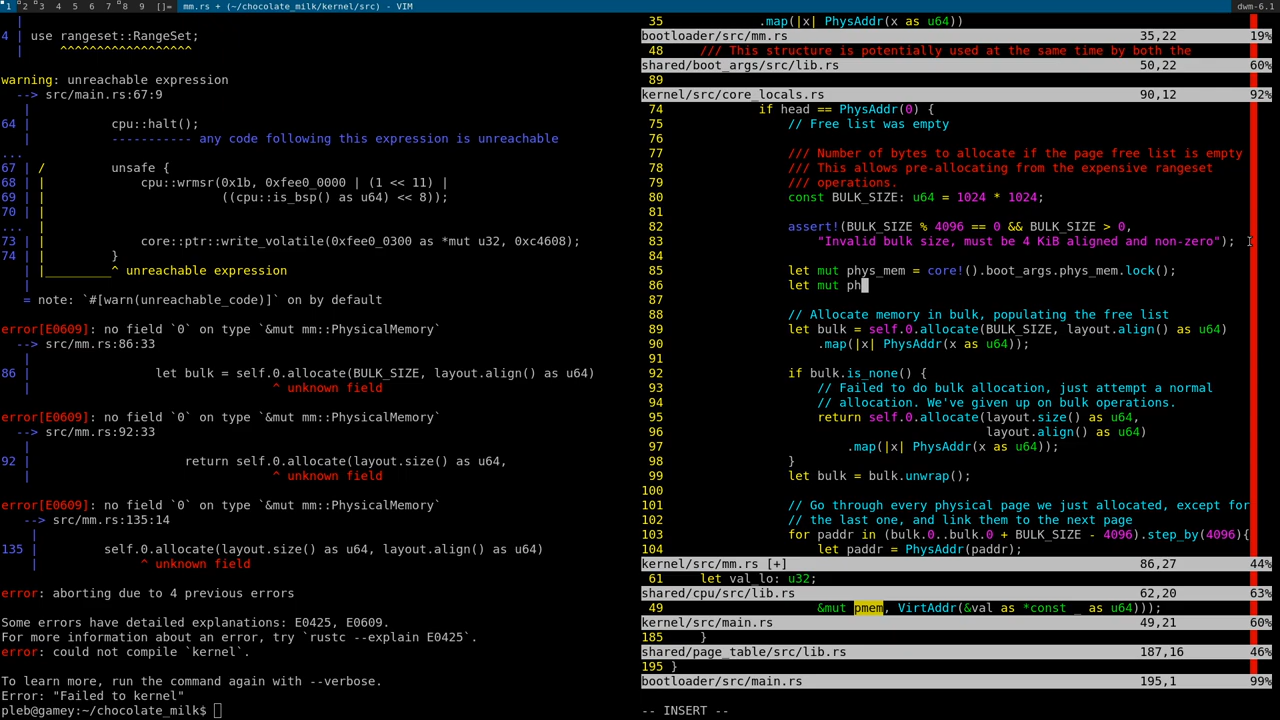 1 2 3 4 5 6 7 8 9 []= mm.rs + (~/chocolate_milk/kernel/src) - VIM dwm-6.1
|
4 | use rangeset::RangeSet;
| ^^^^^^^^^^^^^^^^^^
warning: unreachable expression
--> src/main.rs:67:9
|
64 | cpu::halt();
| ----------- any code following this expression is unreachable
...
67 | / unsafe {
68 | | cpu::wrmsr(0x1b, 0xfee0_0000 | (1 << 11) |
69 | | ((cpu::is_bsp() as u64) << 8));
70 | |
... |
73 | | core::ptr::write_volatile(0xfee0_0300 as *mut u32, 0xc4608);
74 | | }
| |_________^ unreachable expression
|
= note: `#[warn(unreachable_code)]` on by default
error[E0609]: no field `0` on type `&mut mm::PhysicalMemory`
--> src/mm.rs:86:33
|
86 | let bulk = self.0.allocate(BULK_SIZE, layout.align() as u64)
| ^ unknown field
error[E0609]: no field `0` on type `&mut mm::PhysicalMemory`
--> src/mm.rs:92:33
|
92 | return self.0.allocate(layout.size() as u64,
| ^ unknown field
error[E0609]: no field `0` on type `&mut mm::PhysicalMemory`
--> src/mm.rs:135:14
|
135 | self.0.allocate(layout.size() as u64, layout.align() as u64)
| ^ unknown field
error: aborting due to 4 previous errors
Some errors have detailed explanations: E0425, E0609.
For more information about an error, try `rustc --explain E0425`.
error: could not compile `kernel`.
To learn more, run the command again with --verbose.
Error: "Failed to kernel"
pleb@gamey:~/chocolate_milk$
35 .map(|x| PhysAddr(x as u64))
bootloader/src/mm.rs 35,22 19%
48 /// This structure is potentially used at the same time by both the
shared/boot_args/src/lib.rs 50,22 60%
89
kernel/src/core_locals.rs 90,12 92%
74 if head == PhysAddr(0) {
75 // Free list was empty
76
77 /// Number of bytes to allocate if the page free list is empty
78 /// This allows pre-allocating from the expensive rangeset
79 /// operations.
80 const BULK_SIZE: u64 = 1024 * 1024;
81
82 assert!(BULK_SIZE % 4096 == 0 && BULK_SIZE > 0,
83 "Invalid bulk size, must be 4 KiB aligned and non-zero");
84
85 let mut phys_mem = core!().boot_args.phys_mem.lock();
86 let mut ph
87
88 // Allocate memory in bulk, populating the free list
89 let bulk = self.0.allocate(BULK_SIZE, layout.align() as u64)
90 .map(|x| PhysAddr(x as u64));
91
92 if bulk.is_none() {
93 // Failed to do bulk allocation, just attempt a normal
94 // allocation. We've given up on bulk operations.
95 return self.0.allocate(layout.size() as u64,
96 layout.align() as u64)
97 .map(|x| PhysAddr(x as u64));
98 }
99 let bulk = bulk.unwrap();
100
101 // Go through every physical page we just allocated, except for
102 // the last one, and link them to the next page
103 for paddr in (bulk.0..bulk.0 + BULK_SIZE - 4096).step_by(4096){
104 let paddr = PhysAddr(paddr);
kernel/src/mm.rs [+] 86,27 44%
61 let val_lo: u32;
shared/cpu/src/lib.rs 62,20 63%
49 &mut pmem, VirtAddr(&val as *const _ as u64)));
kernel/src/main.rs 49,21 60%
185 }
shared/page_table/src/lib.rs 187,16 46%
195 }
bootloader/src/main.rs 195,1 99%
-- INSERT --